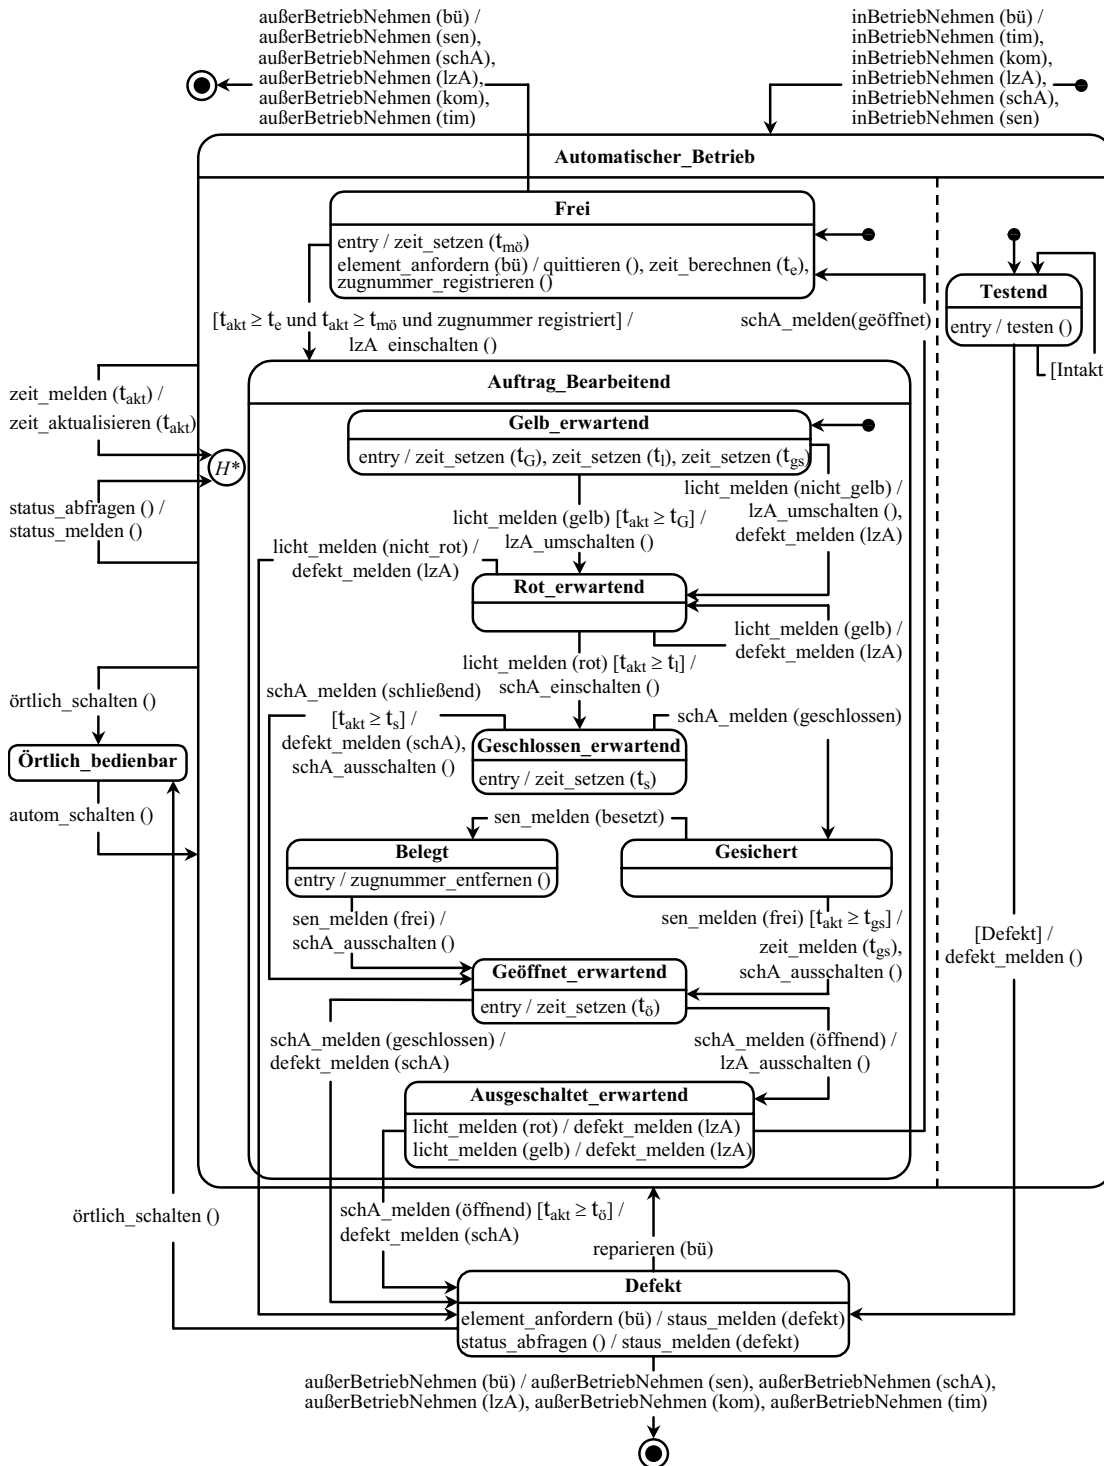 außerBetriebNehmen (bü) /
außerBetriebNehmen (sen),
außerBetriebNehmen (schA),
außerBetriebNehmen (lzA),
außerBetriebNehmen (kom),
außerBetriebNehmen (tim)
inBetriebNehmen (bü) /
inBetriebNehmen (tim),
inBetriebNehmen (kom),
inBetriebNehmen (lzA),
inBetriebNehmen (schA),
inBetriebNehmen (sen)
Automatischer_Betrieb
Frei
entry / zeit_setzen (tmö)
element_anfordern (bü) / quittieren (), zeit_berechnen (te),
zugnummer_registrieren ()
Testend
entry / testen ()
[Intakt]
[takt ≥ te und takt ≥ tmö und zugnummer registriert] /
lzA_einschalten ()
schA_melden(geöffnet)
Auftrag_Bearbeitend
zeit_melden (takt) /
zeit_aktualisieren (takt)
H*
status_abfragen () /
status_melden ()
Gelb_erwartend
entry / zeit_setzen (tG), zeit_setzen (tl), zeit_setzen (tgs)
licht_melden (nicht_gelb) /
lzA_umschalten (),
defekt_melden (lzA)
licht_melden (gelb) [takt ≥ tG] /
lzA_umschalten ()
licht_melden (nicht_rot) /
defekt_melden (lzA)
Rot_erwartend
licht_melden (gelb) /
defekt_melden (lzA)
licht_melden (rot) [takt ≥ tl] /
schA_einschalten ()
schA_melden (schließend)
[takt ≥ ts] /
defekt_melden (schA),
schA_ausschalten ()
schA_melden (geschlossen)
örtlich_schalten ()
Örtlich_bedienbar
autom_schalten ()
Geschlossen_erwartend
entry / zeit_setzen (ts)
sen_melden (besetzt)
Belegt
entry / zugnummer_entfernen ()
Gesichert
sen_melden (frei) /
schA_ausschalten ()
sen_melden (frei) [takt ≥ tgs] /
zeit_melden (tgs),
schA_ausschalten ()
[Defekt] /
defekt_melden ()
Geöffnet_erwartend
entry / zeit_setzen (tö)
schA_melden (geschlossen) /
defekt_melden (schA)
schA_melden (öffnend) /
lzA_ausschalten ()
Ausgeschaltet_erwartend
licht_melden (rot) / defekt_melden (lzA)
licht_melden (gelb) / defekt_melden (lzA)
örtlich_schalten ()
schA_melden (öffnend) [takt ≥ tö] /
defekt_melden (schA)
reparieren (bü)
Defekt
element_anfordern (bü) / staus_melden (defekt)
status_abfragen () / staus_melden (defekt)
außerBetriebNehmen (bü) / außerBetriebNehmen (sen), außerBetriebNehmen (schA),
außerBetriebNehmen (lzA), außerBetriebNehmen (kom), außerBetriebNehmen (tim)